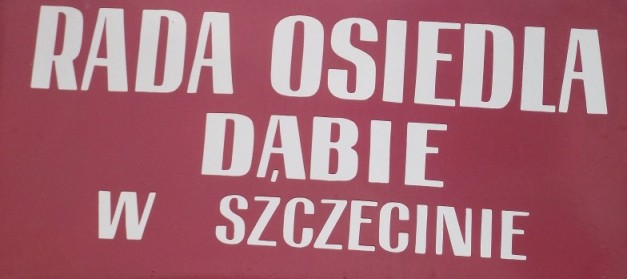 RADA OSIEDLA
DĄBIE
W SZCZECINIE